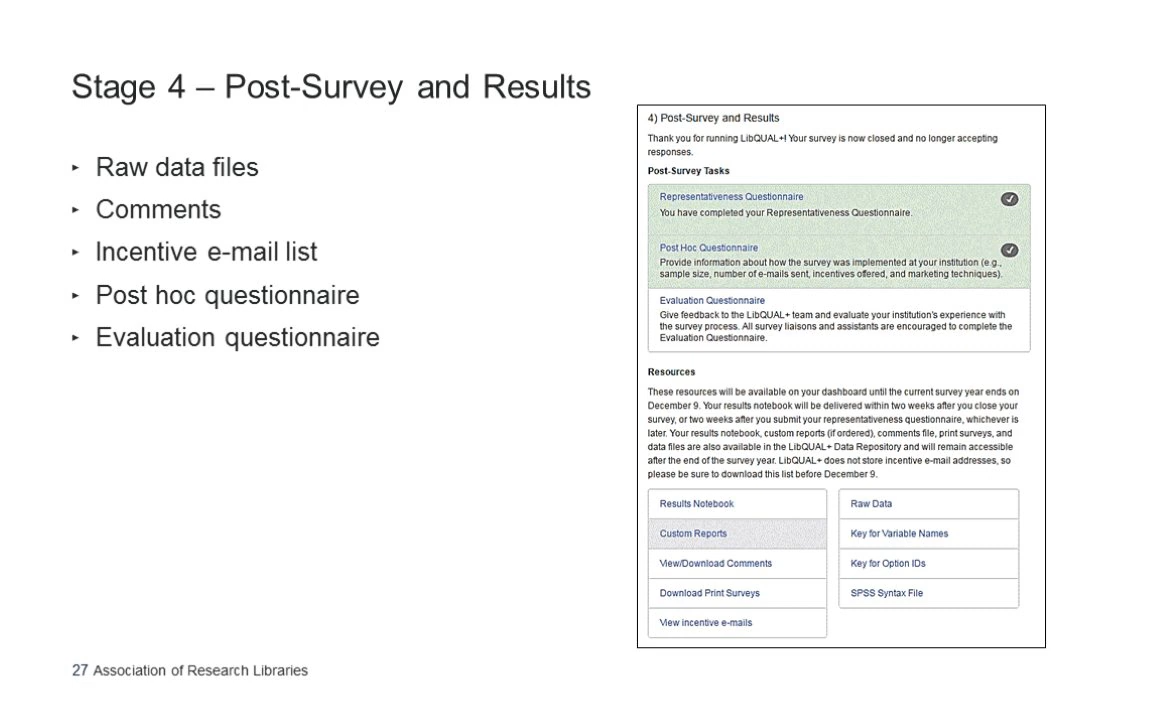 Stage 4 – Post-Survey and Results
‣ Raw data files
‣ Comments
‣ Incentive e-mail list
‣ Post hoc questionnaire
‣ Evaluation questionnaire
4) Post-Survey and Results
Thank you for running LibQUAL+! Your survey is now closed and no longer accepting
responses.
Post-Survey Tasks
Representativeness Questionnaire
You have completed your Representativeness Questionnaire.
Post Hoc Questionnaire
Provide information about how the survey was implemented at your institution (e.g.,
sample size, number of e-mails sent, incentives offered, and marketing techniques).
Evaluation Questionnaire
Give feedback to the LibQUAL+ team and evaluate your institution's experience with
the survey process. All survey liaisons and assistants are encouraged to complete the
Evaluation Questionnaire.
Resources
These resources will be available on your dashboard until the current survey year ends on
December 9. Your results notebook will be delivered within two weeks after you close your
survey, or two weeks after you submit your representativeness questionnaire, whichever is
later. Your results notebook, custom reports (if ordered), comments file, print surveys, and
data files are also available in the LibQUAL+ Data Repository and will remain accessible
after the end of the survey year. LibQUAL+ does not store incentive e-mail addresses, so
please be sure to download this list before December 9.
Results Notebook
Custom Reports
View/Download Comments
Download Print Surveys
View incentive e-mails
Raw Data
Key for Variable Names
Key for Option IDs
SPSS Syntax File
27 Association of Research Libraries